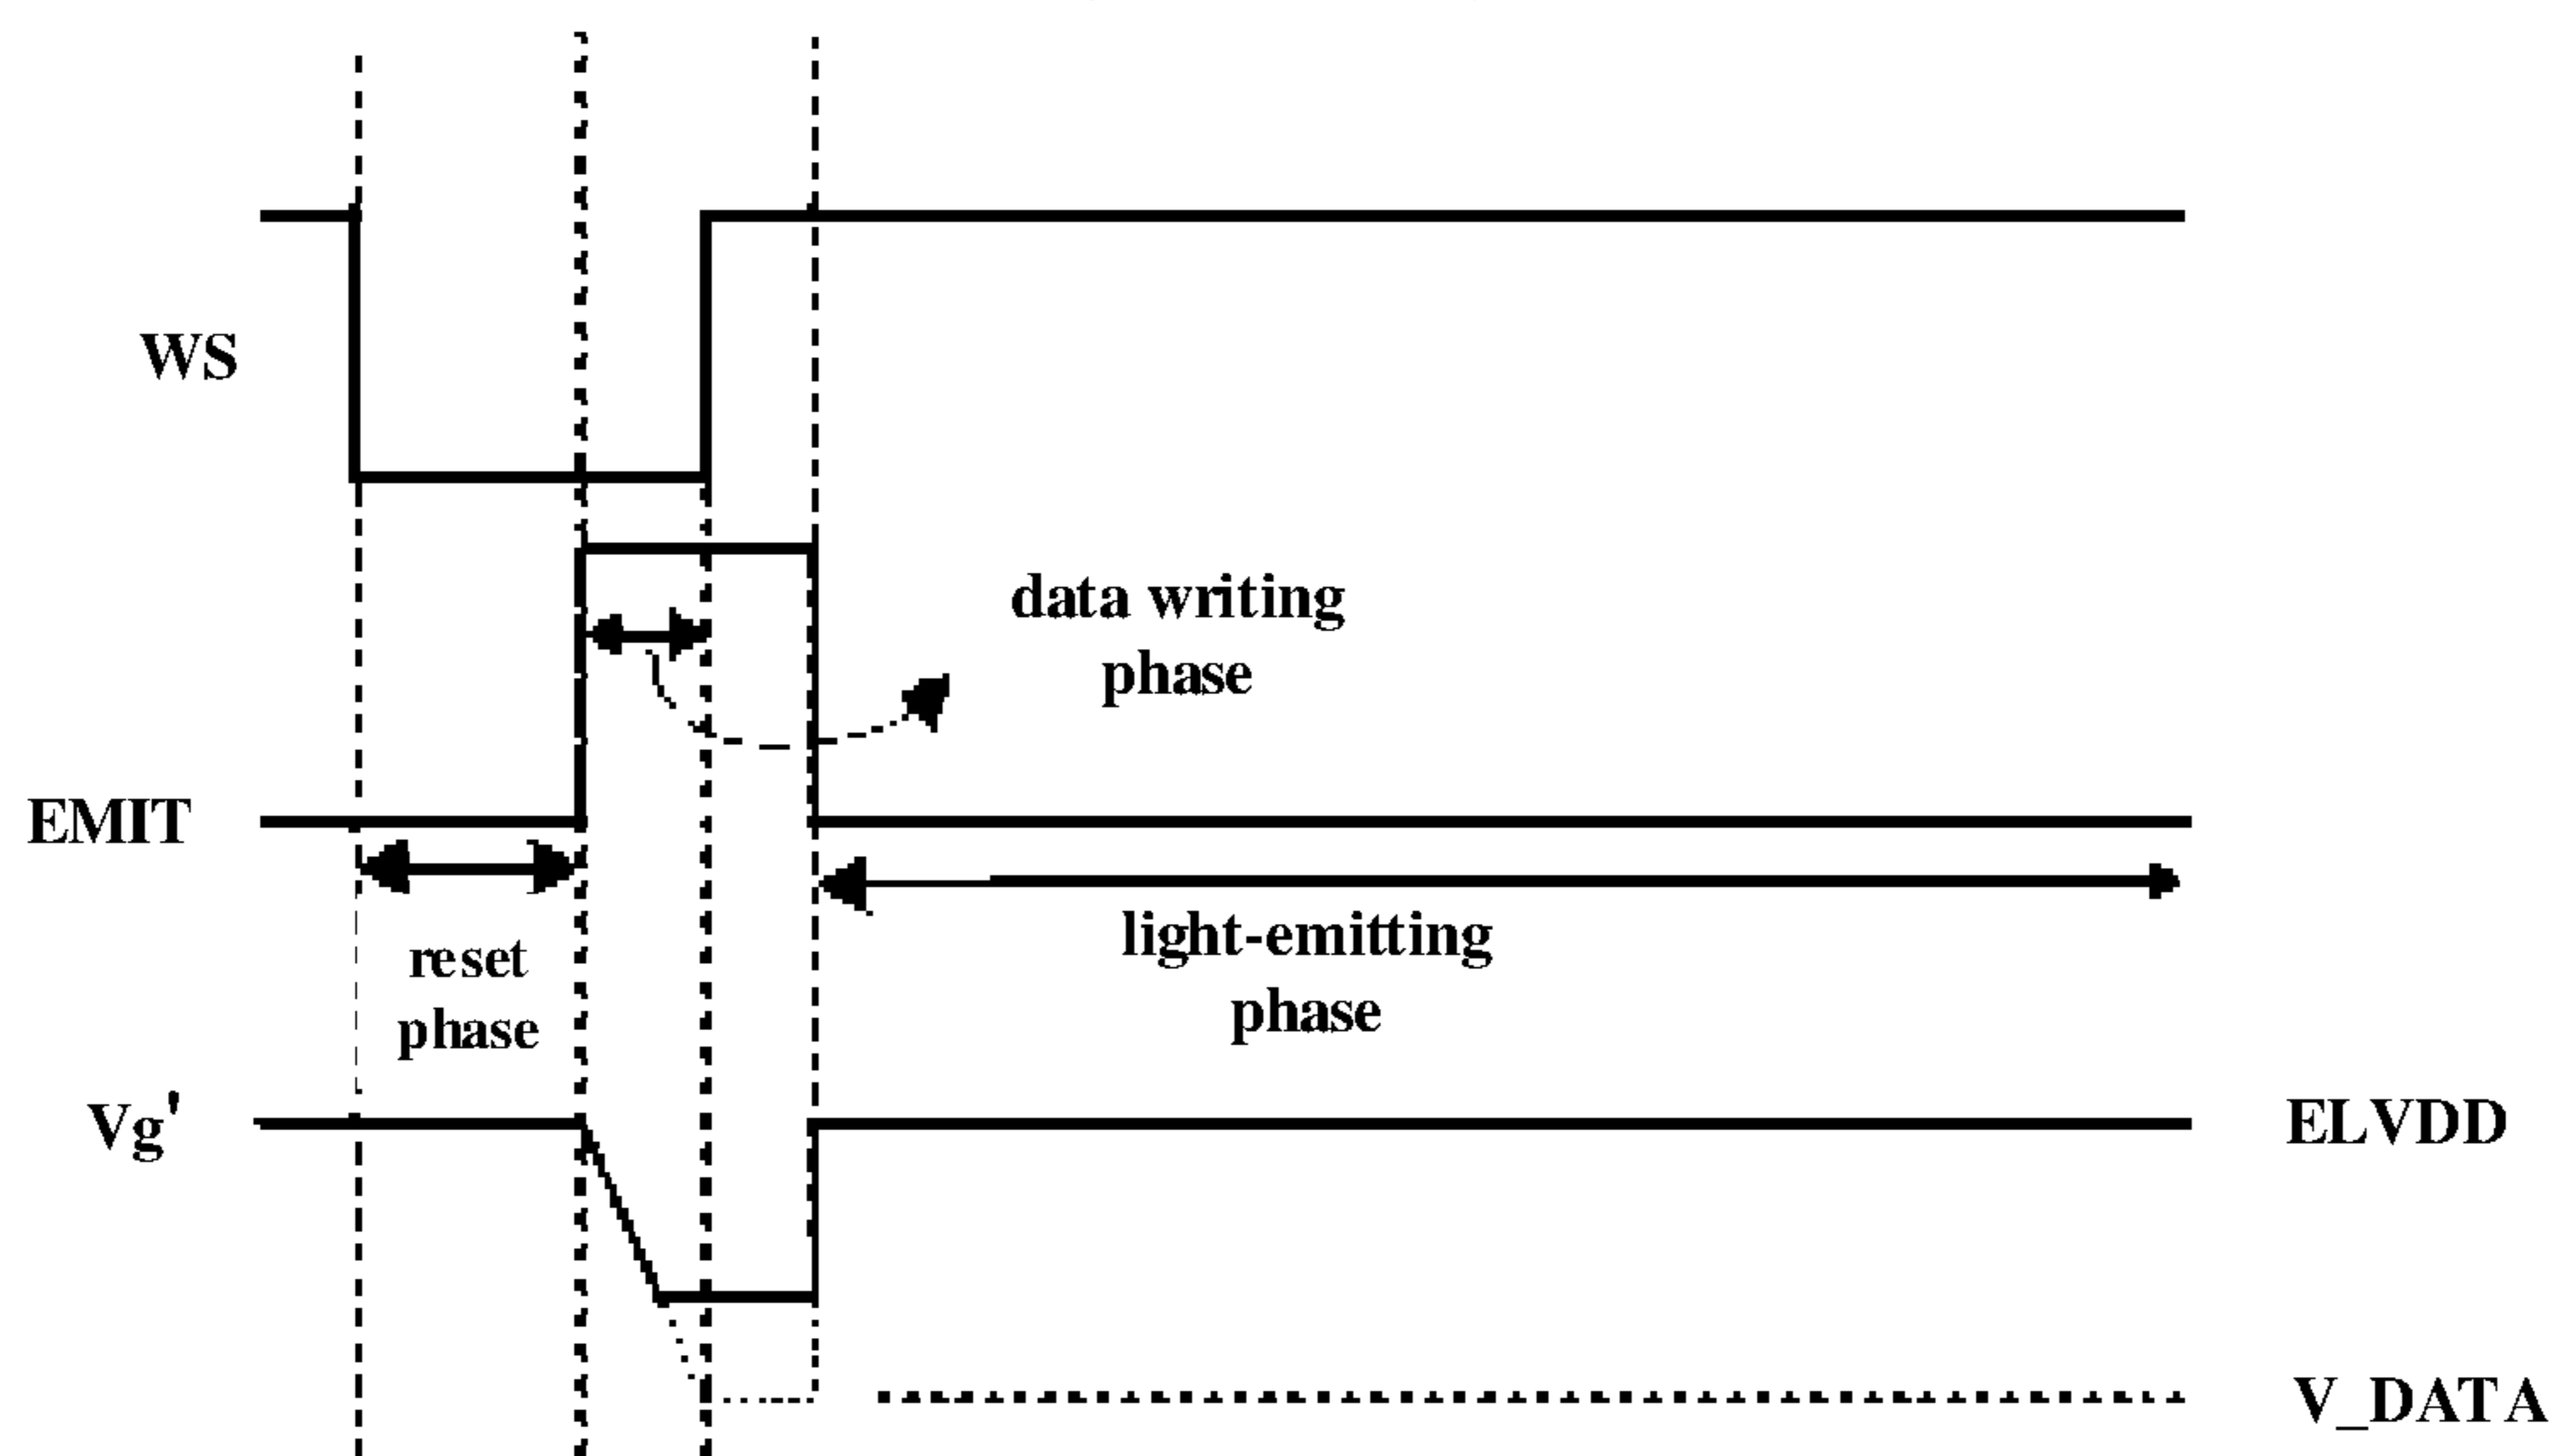 WS
data writing
phase
EMIT
reset
phase
light-emitting
phase
Vg'
ELVDD
V_DATA